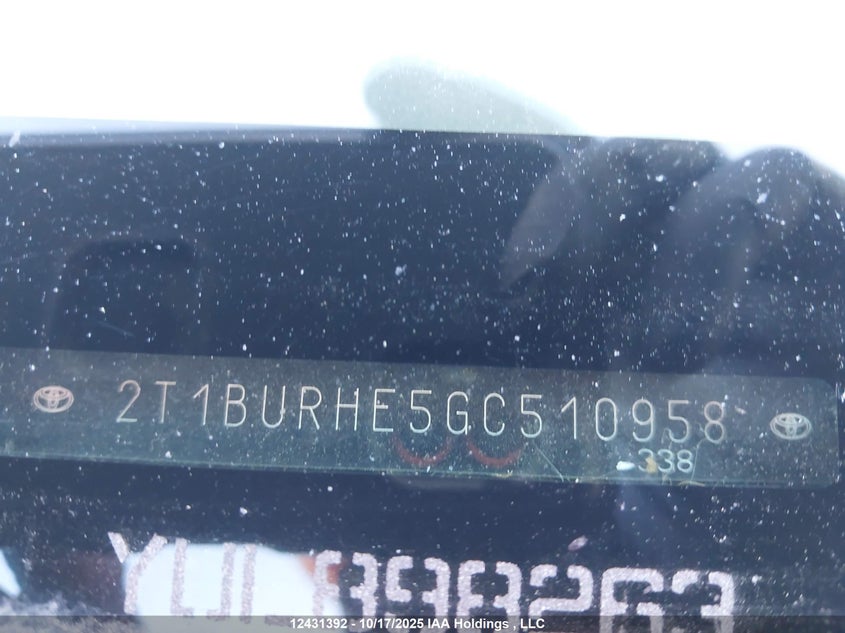 2T1BURHE5GC510958
338
12431392 - 10/17/2025 IAA Holdings , LLC